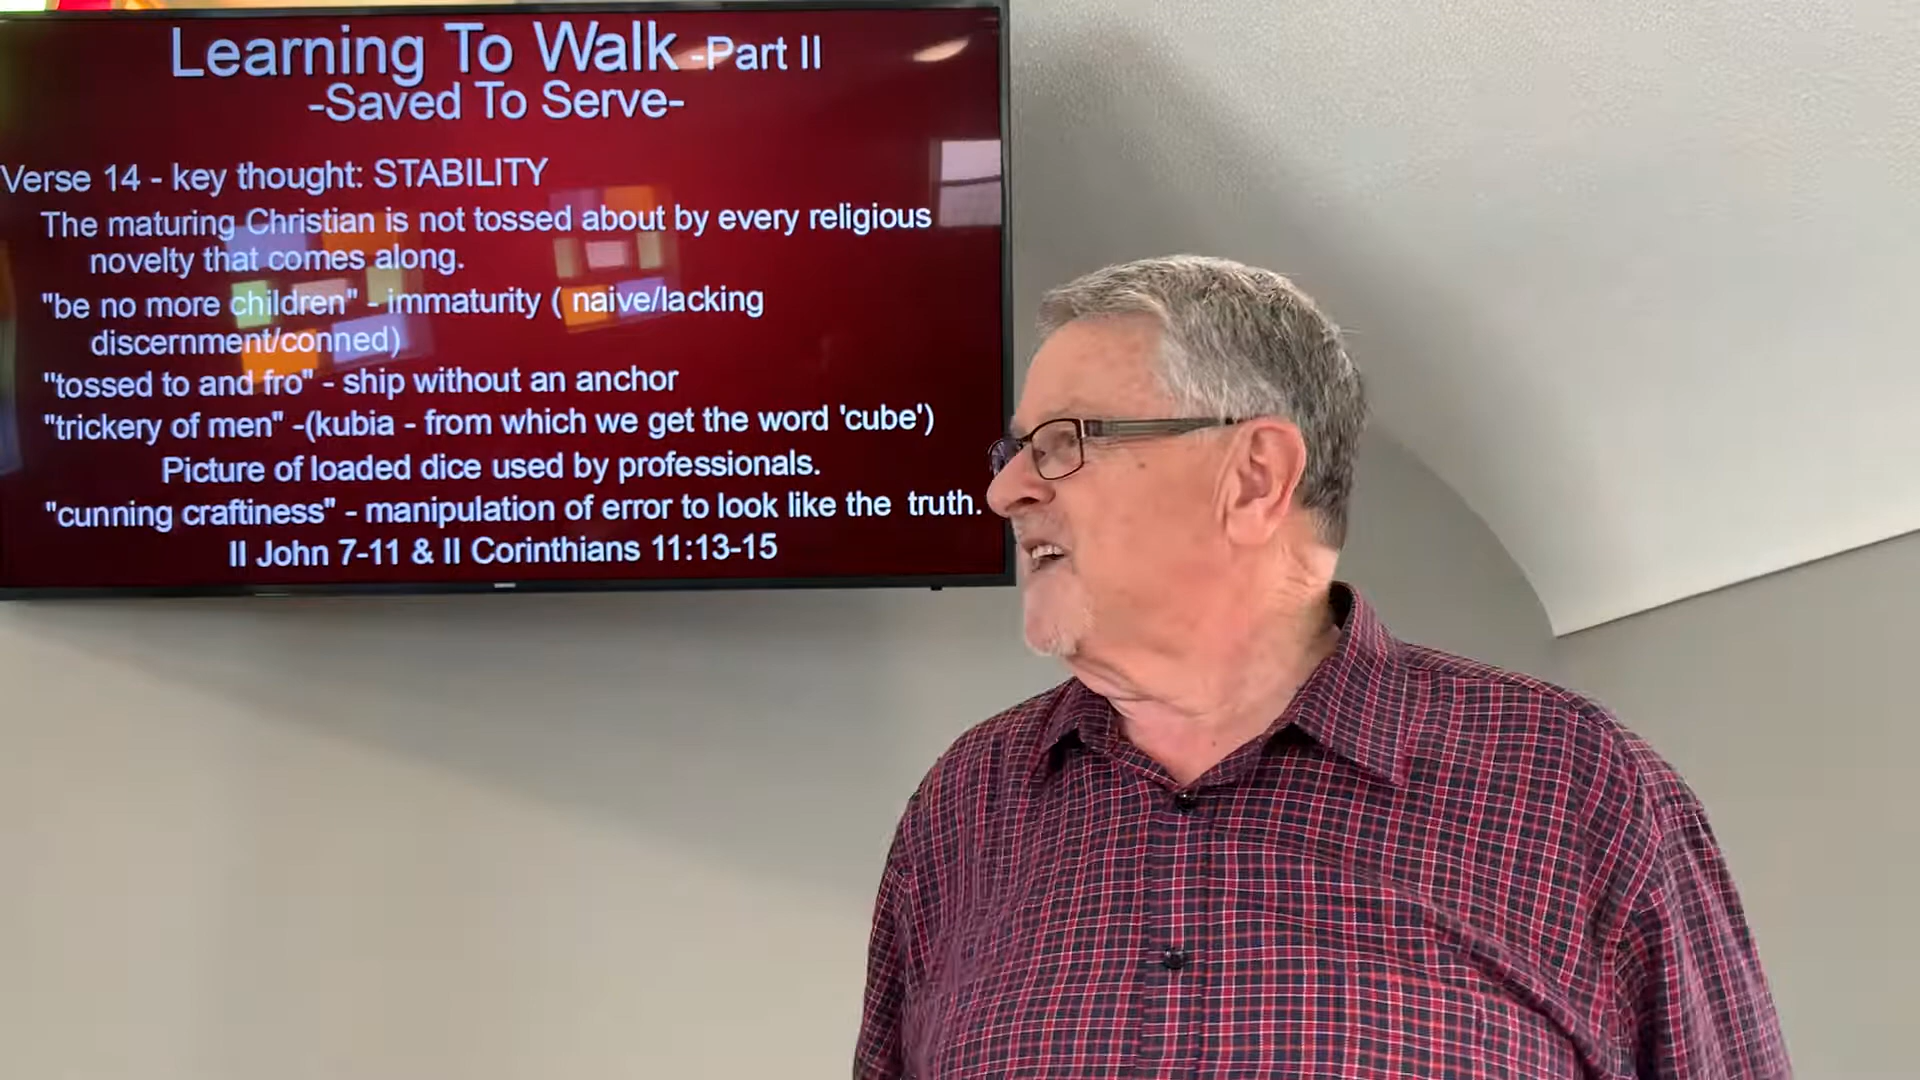 Learning To Walk -Part II
-Saved To Serve-
Verse 14 - key thought: STABILITY
The maturing Christian is not tossed about by every religious
novelty that comes along.
"be no more children" - immaturity ( naive/lacking
discernment/conned)
"tossed to and fro" - ship without an anchor
"trickery of men" -(kubia - from which we get the word 'cube')
Picture of loaded dice used by professionals.
"cunning craftiness" - manipulation of error to look like the truth.
II John 7-11 & II Corinthians 11:13-15